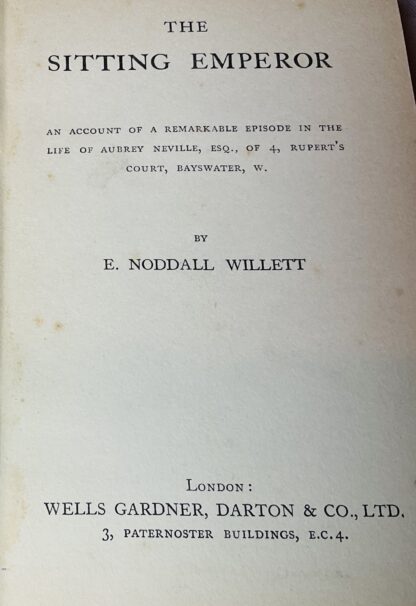 THE
SITTING EMPEROR
AN ACCOUNT OF A REMARKABLE EPISODE IN THE
LIFE OF AUBREY NEVILLE, ESQ., OF 4, RUPERT'S
COURT, BAYSWATER, W.
BY
E. NODDALL WILLETT
LONDON:
WELLS GARDNER, DARTON & CO., LTD.
3, PATERNOSTER BUILDINGS, E.C.4.